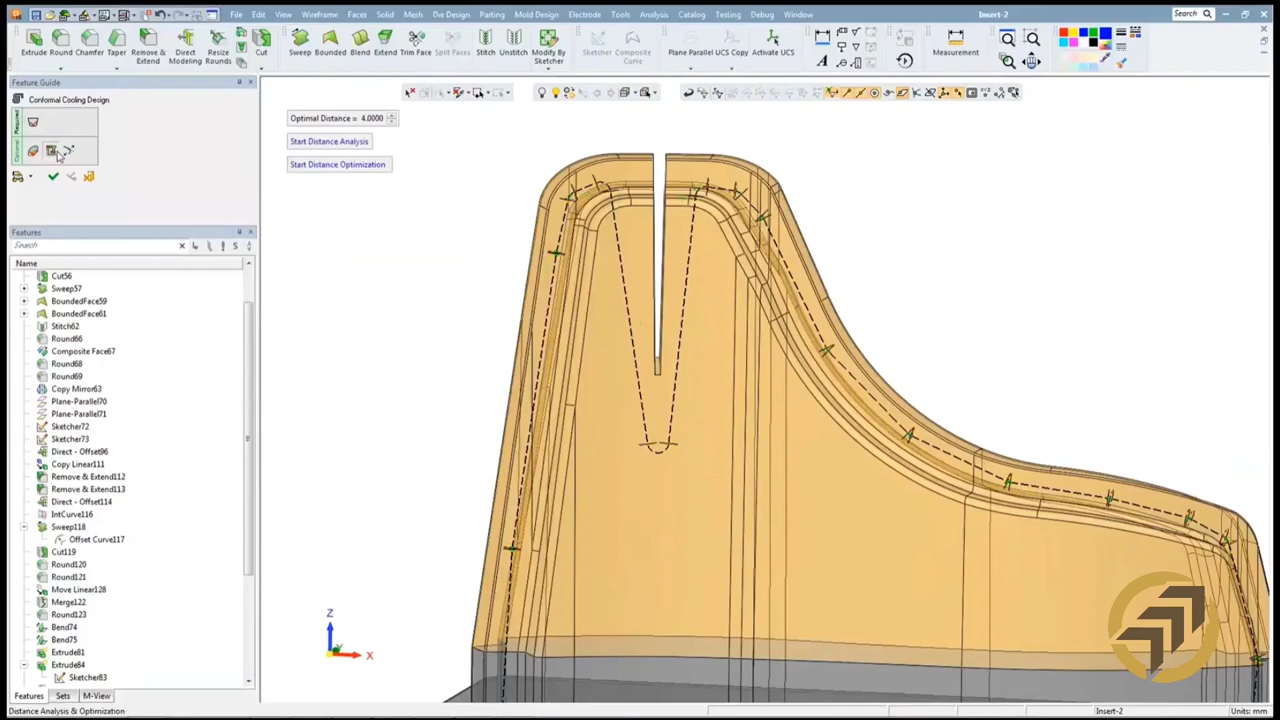 File Edit View Wireframe Faces Solid Mesh Die Design Parting Mold Design Electrode Tools Analysis Catalog Testing Debug Window
Insert-2
Search
Extrude Round Chamfer Taper Remove & Extend Direct Modeling Resize Rounds Cut Sweep Bounded Blend Extend Trim Face Split Faces Stitch Unstitch Modify By Sketcher Sketcher Composite Curve Plane Parallel UCS Copy Activate UCS Measurement
Feature Guide
Conformal Cooling Design
Required
Optional
Optimal Distance = 4.0000
Start Distance Analysis
Start Distance Optimization
Features
Search
S
Name
Cut56
Sweep57
BoundedFace59
BoundedFace61
Stitch62
Round66
Composite Face67
Round68
Round69
Copy Mirror63
Plane-Parallel70
Plane-Parallel71
Sketcher72
Sketcher73
Direct - Offset96
Copy Linear111
Remove & Extend112
Remove & Extend113
Direct - Offset114
IntCurve116
Sweep118
Offset Curve117
Cut119
Round120
Round121
Move Linear128
Merge122
Round123
Bend74
Bend75
Extrude81
Extrude84
Sketcher83
Z
X
Features Sets M-View
Distance Analysis & Optimization
Insert-2
Units: mm